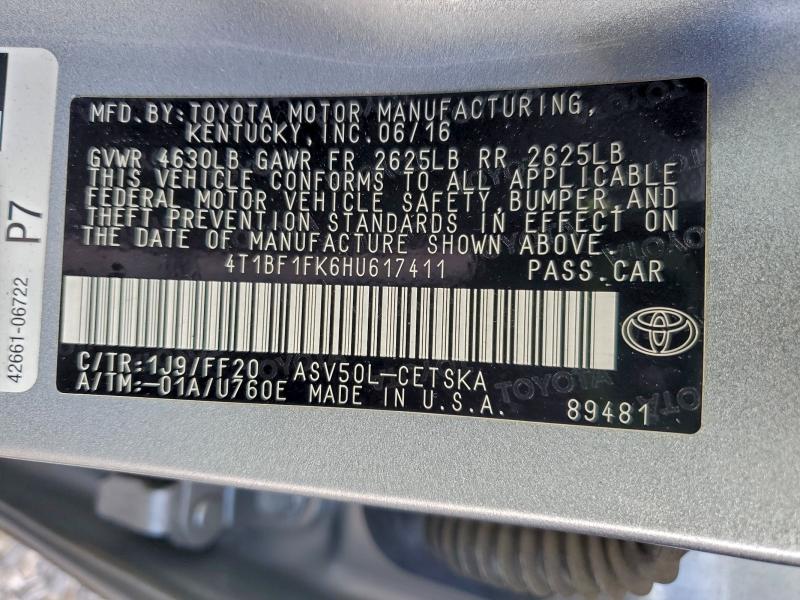 MFD. BY: TOYOTA MOTOR MANUFACTURING,
KENTUCKY, INC. 06/16
GVWR 4630LB GAWR FR 2625LB RR 2625LB
THIS VEHICLE CONFORMS TO ALL APPLICABLE
FEDERAL MOTOR VEHICLE SAFETY, BUMPER, AND
THEFT PREVENTION STANDARDS IN EFFECT ON
THE DATE OF MANUFACTURE SHOWN ABOVE.
4T1BF1FK6HU617411 PASS. CAR
C/TR: 1J9/FF20 ASV50L-CETSKA
A/TM: -01A/U760E MADE IN U.S.A. 89481
TOYOTA
P7
42661-06722